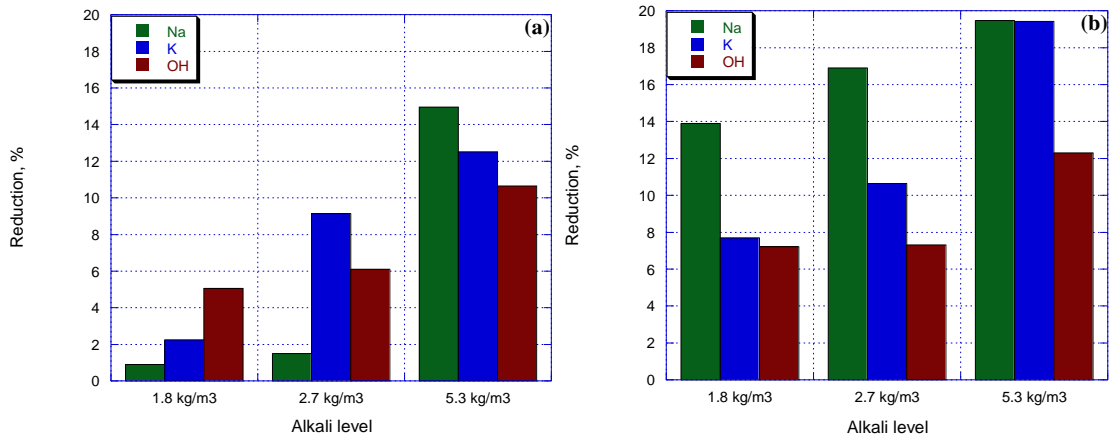 (a)
Na
K
OH
20
18
16
14
12
10
8
6
4
2
0
Reduction, %
1.8 kg/m3 2.7 kg/m3 5.3 kg/m3
Alkali level
(b)
Na
K
OH
20
18
16
14
12
10
8
6
4
2
0
Reduction, %
1.8 kg/m3 2.7 kg/m3 5.3 kg/m3
Alkali level